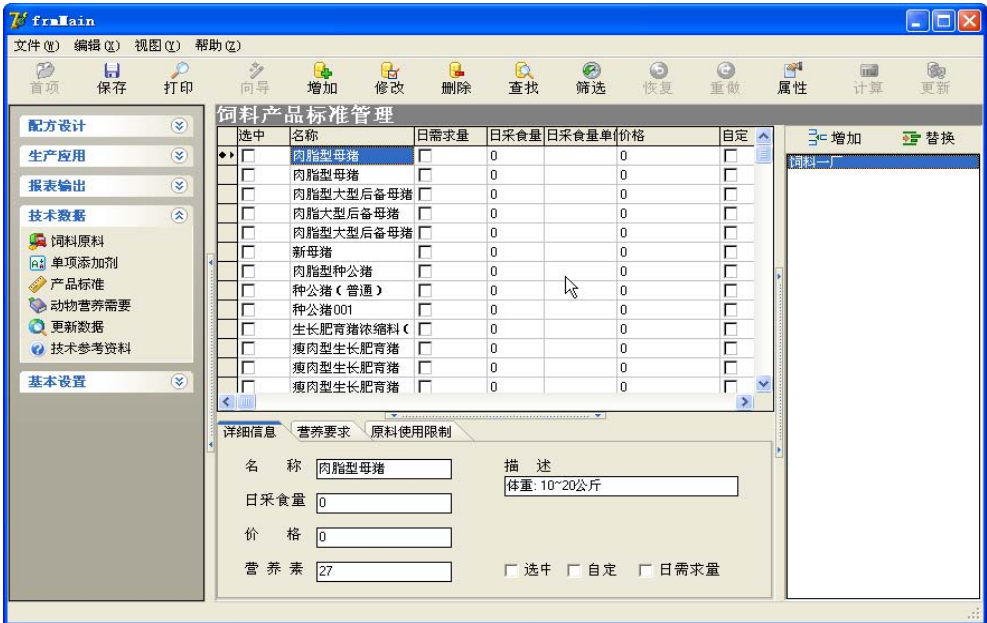 frmMain
文件(W) 编辑(X) 视图(Y) 帮助(Z)
首项 保存 打印 向导 增加 修改 删除 查找 筛选 恢复 重做 属性 计算 更新
配方设计
生产应用
报表输出
技术数据
饲料原料
单项添加剂
产品标准
动物营养需要
更新数据
技术参考资料
基本设置
饲料产品标准管理
选中 名称 日需求量 日采食量 日采食量单位 价格 自定
肉脂型母猪 0 0
肉脂型母猪 0 0
肉脂型大型后备母猪 0 0
肉脂大型后备母猪 0 0
肉脂型大型后备母猪 0 0
新母猪 0 0
肉脂型种公猪 0 0
种公猪(普通) 0 0
种公猪001 0 0
生长肥育猪浓缩料( 0 0
瘦肉型生长肥育猪 0 0
瘦肉型生长肥育猪 0 0
瘦肉型生长肥育猪 0 0
详细信息 营养要求 原料使用限制
名 称 肉脂型母猪
日采食量 0
价 格 0
营 养 素 27
描 述
体重:10~20公斤
选中 自定 日需求量
增加 替换
饲料一厂